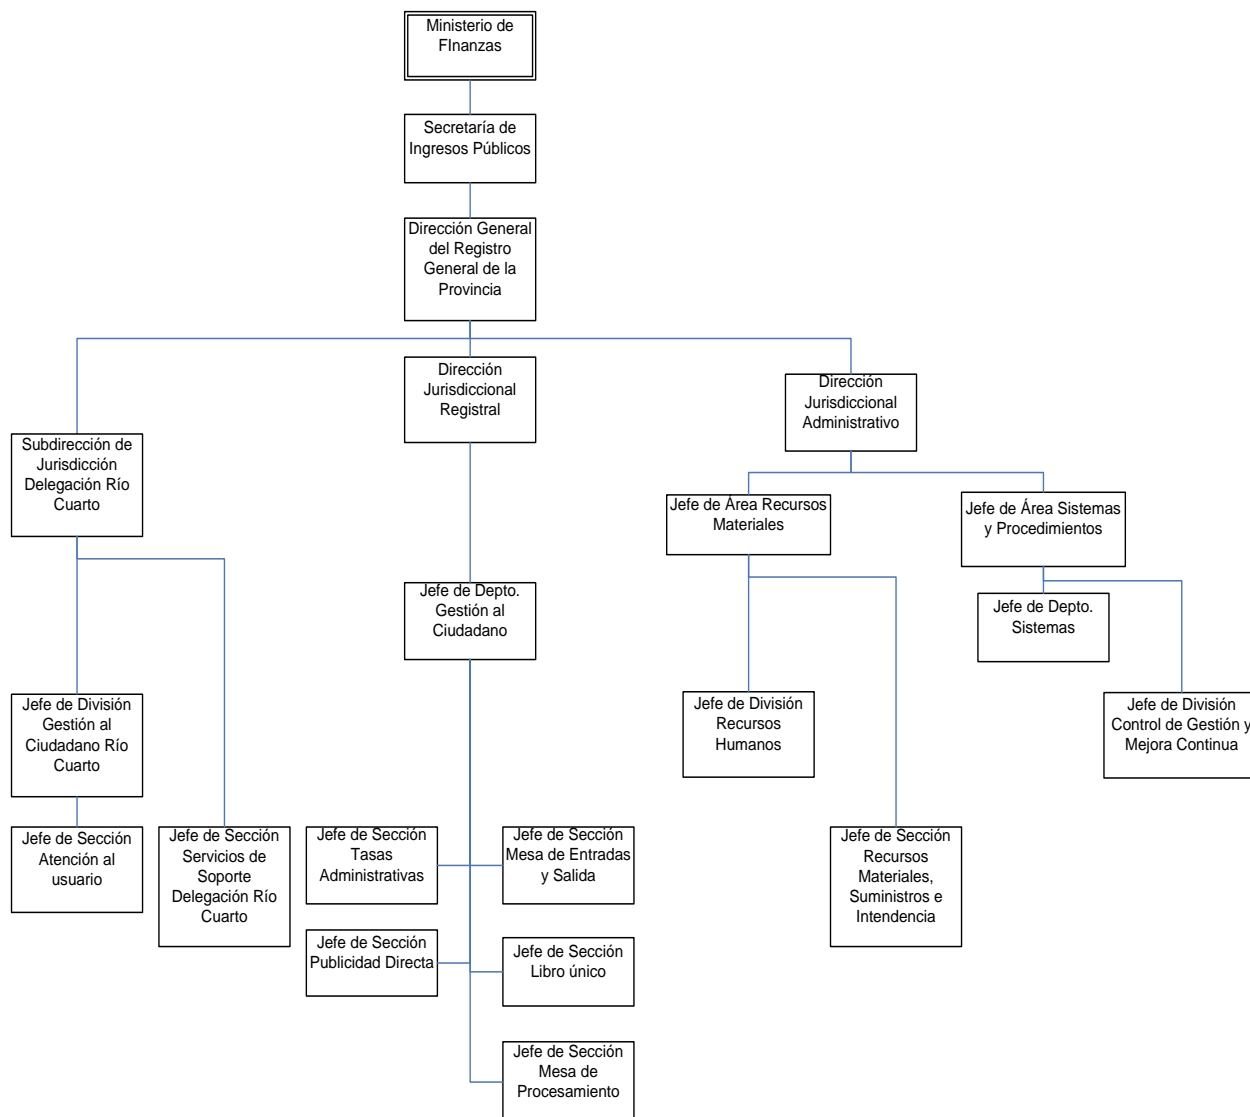 Ministerio de
FInanzas
Secretaría de
Ingresos Públicos
Dirección General
del Registro
General de la
Provincia
Dirección
Jurisdiccional
Registral
Dirección
Jurisdiccional
Administrativo
Subdirección de
Jurisdicción
Delegación Río
Cuarto
Jefe de Área Recursos
Materiales
Jefe de Área Sistemas
y Procedimientos
Jefe de Depto.
Gestión al
Ciudadano
Jefe de Depto.
Sistemas
Jefe de División
Gestión al
Ciudadano Río
Cuarto
Jefe de División
Recursos
Humanos
Jefe de División
Control de Gestión y
Mejora Continua
Jefe de Sección
Atención al
usuario
Jefe de Sección
Servicios de
Soporte
Delegación Río
Cuarto
Jefe de Sección
Tasas
Administrativas
Jefe de Sección
Mesa de Entradas
y Salida
Jefe de Sección
Recursos
Materiales,
Suministros e
Intendencia
Jefe de Sección
Publicidad Directa
Jefe de Sección
Libro único
Jefe de Sección
Mesa de
Procesamiento